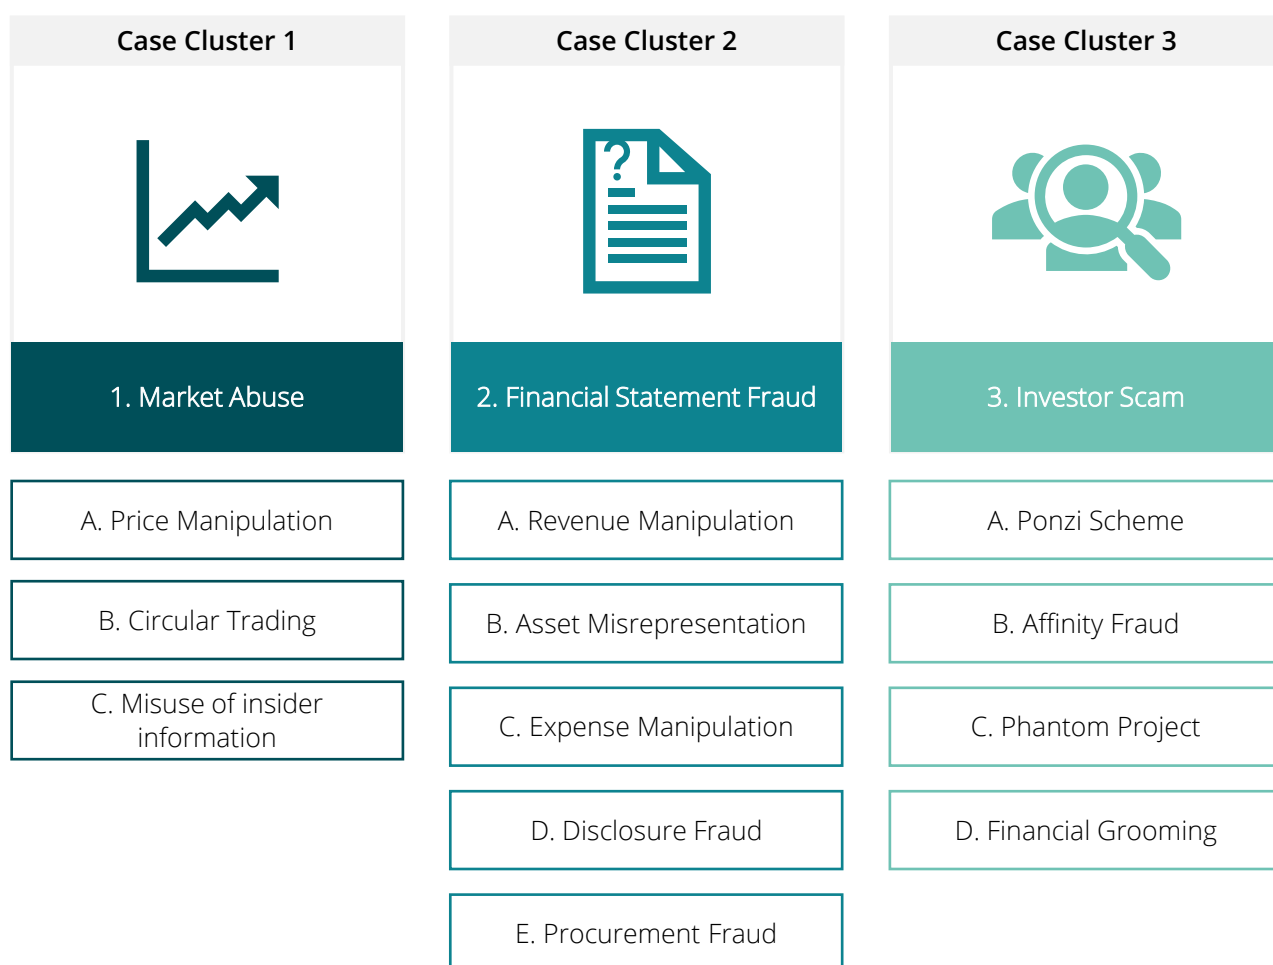 Case Cluster 1
Case Cluster 2
Case Cluster 3
?
1. Market Abuse
2. Financial Statement Fraud
3. Investor Scam
A. Price Manipulation
B. Circular Trading
C. Misuse of insider
information
A. Revenue Manipulation
B. Asset Misrepresentation
C. Expense Manipulation
D. Disclosure Fraud
E. Procurement Fraud
A. Ponzi Scheme
B. Affinity Fraud
C. Phantom Project
D. Financial Grooming